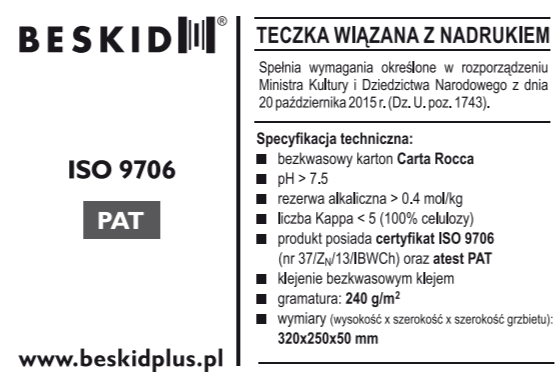 BESKID®
ISO 9706
PAT
www.beskidplus.pl
TECZKA WIĄZANA Z NADRUKIEM
Spełnia wymagania określone w rozporządzeniu
Ministra Kultury i Dziedzictwa Narodowego z dnia
20 października 2015 r. (Dz. U. poz. 1743).
Specyfikacja techniczna:
■ bezkwasowy karton Carta Rocca
■ pH > 7.5
■ rezerwa alkaliczna > 0.4 mol/kg
■ liczba Kappa < 5 (100% celulozy)
■ produkt posiada certyfikat ISO 9706
(nr 37/ZN/13/IBWCh) oraz atest PAT
■ klejenie bezkwasowym klejem
■ gramatura: 240 g/m²
■ wymiary (wysokość x szerokość x szerokość grzbietu):
320x250x50 mm